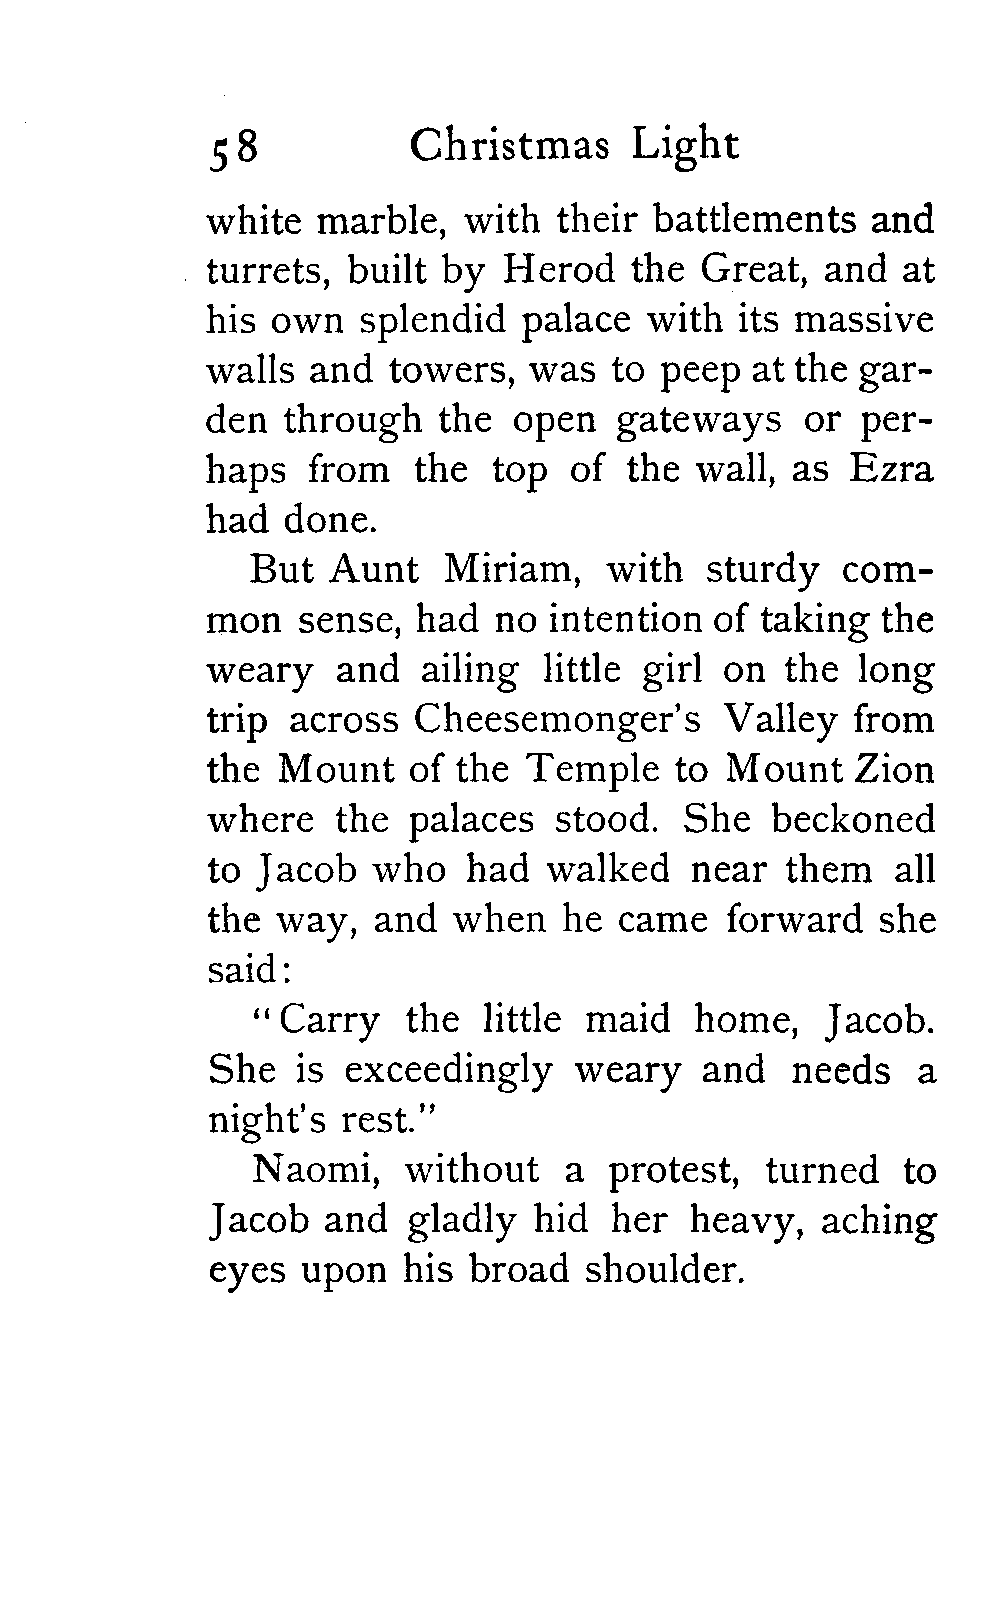 58 Christmas Light
white marble, with their battlements and
turrets, built by Herod the Great, and at
his own splendid palace with its massive
walls and towers, was to peep at the gar-
den through the open gateways or per-
haps from the top of the wall, as Ezra
had done.
But Aunt Miriam, with sturdy com-
mon sense, had no intention of taking the
weary and ailing little girl on the long
trip across Cheesemonger's Valley from
the Mount of the Temple to Mount Zion
where the palaces stood. She beckoned
to Jacob who had walked near them all
the way, and when he came forward she
said:
"Carry the little maid home, Jacob.
She is exceedingly weary and needs a
night's rest."
Naomi, without a protest, turned to
Jacob and gladly hid her heavy, aching
eyes upon his broad shoulder.